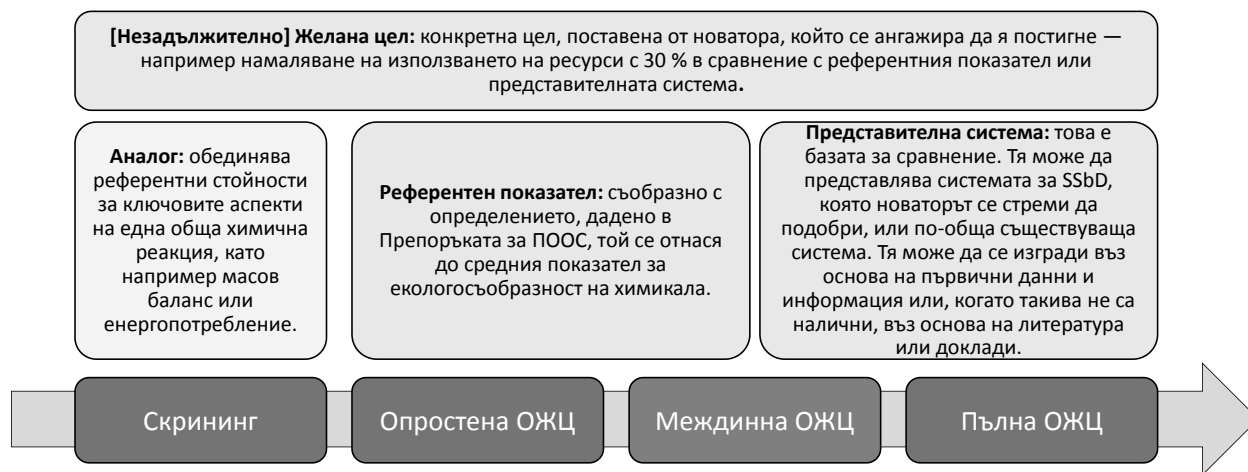 [Незадължително] Желана цел: конкретна цел, поставена от новатора, който се ангажира да я постигне —
например намаляване на използването на ресурси с 30 % в сравнение с референтния показател или
представителната система.
Аналог: обединява
референтни стойности
за ключовите аспекти
на една обща химична
реакция, като
например масов
баланс или
енергопотребление.
Референтен показател: съобразно с
определението, дадено в
Препоръката за ПООС, той се отнася
до средния показател за
екологосъобразност на химикала.
Представителна система: това е
базата за сравнение. Тя може да
представлява системата за SSbD,
която новаторът се стреми да
подобри, или по-обща съществуваща
система. Тя може да се изгради въз
основа на първични данни и
информация или, когато такива не са
налични, въз основа на литература
или доклади.
Скрининг
Опростена ОЖЦ
Междинна ОЖЦ
Пълна ОЖЦ